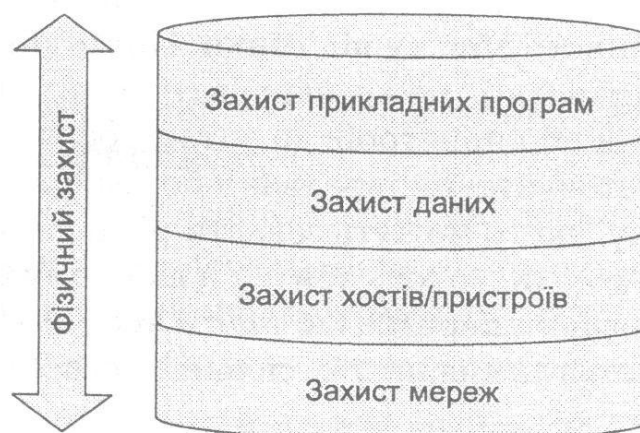 Фізичний захист
Захист прикладних програм
Захист даних
Захист хостів/пристроїв
Захист мереж